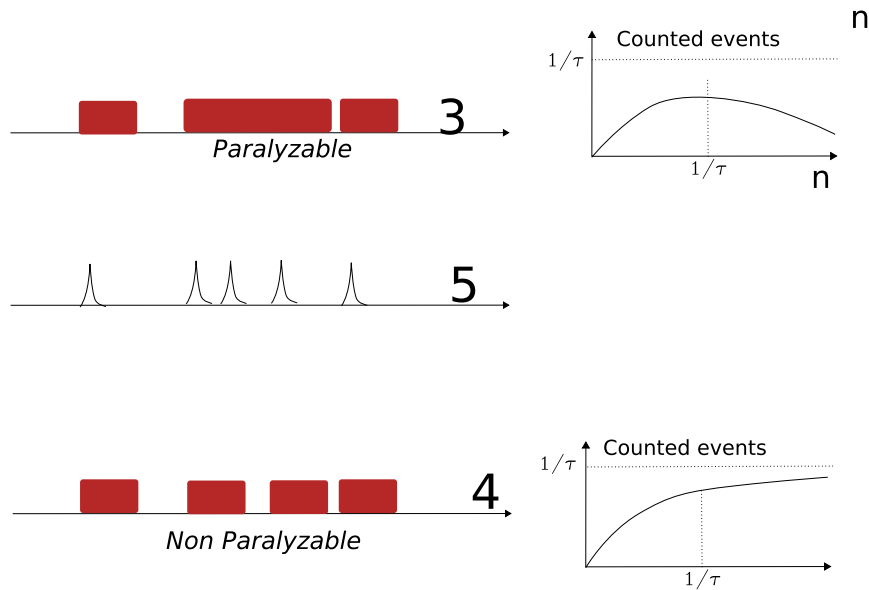 n
Counted events
1/τ
3
Paralyzable
1/τ
n
5
4
Non Paralyzable
Counted events
1/τ
1/τ